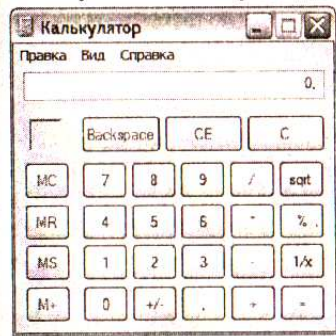 Калькулятор
Правка Вид Справка
0.
Backspace CE C
MC 7 8 9 / sqrt
MR 4 5 6 * %
MS 1 2 3 - 1/x
M+ 0 +/- . + =